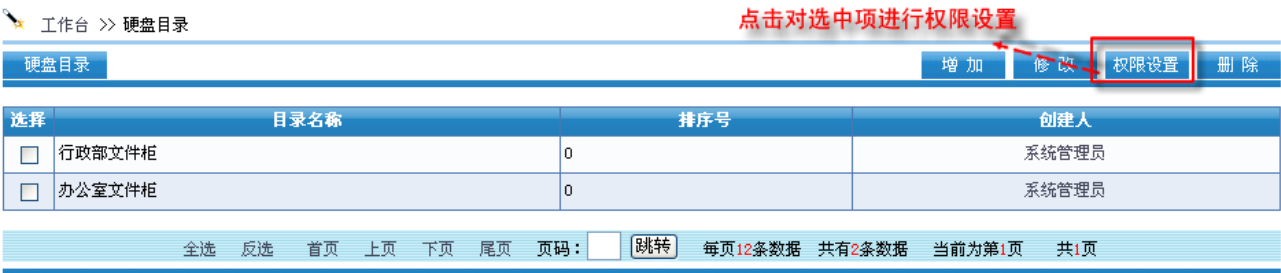 工作台 >> 硬盘目录
点击对选中项进行权限设置
硬盘目录 增 加 修 改 权限设置 删 除
选择 目录名称 排序号 创建人
行政部文件柜 0 系统管理员
办公室文件柜 0 系统管理员
全选 反选 首页 上页 下页 尾页 页码： 跳转 每页12条数据 共有2条数据 当前为第1页 共1页